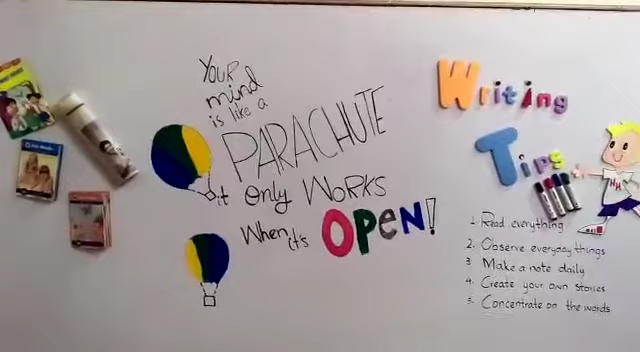 YOUR
mind
is like a
PARACHUTE
it only WORKS
When it's OPEN!
Writing
Tips
1. Read everything
2. Observe everyday things
3. Make a note daily
4. Create your own stories
5. Concentrate on the words